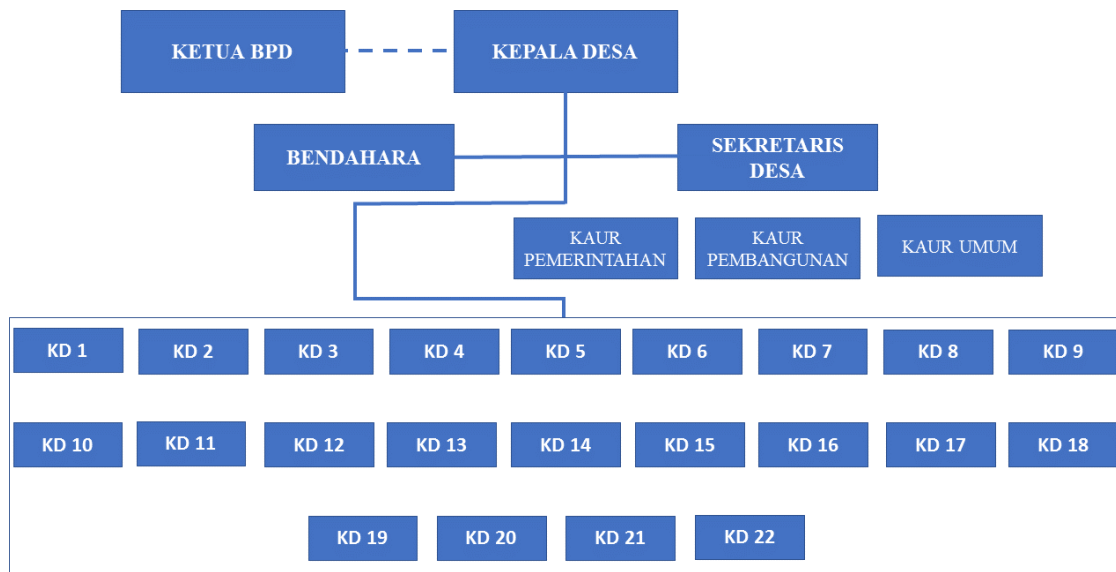 KETUA BPD
KEPALA DESA
BENDAHARA
SEKRETARIS
DESA
KAUR
PEMERINTAHAN
KAUR
PEMBANGUNAN
KAUR UMUM
KD 1
KD 2
KD 3
KD 4
KD 5
KD 6
KD 7
KD 8
KD 9
KD 10
KD 11
KD 12
KD 13
KD 14
KD 15
KD 16
KD 17
KD 18
KD 19
KD 20
KD 21
KD 22